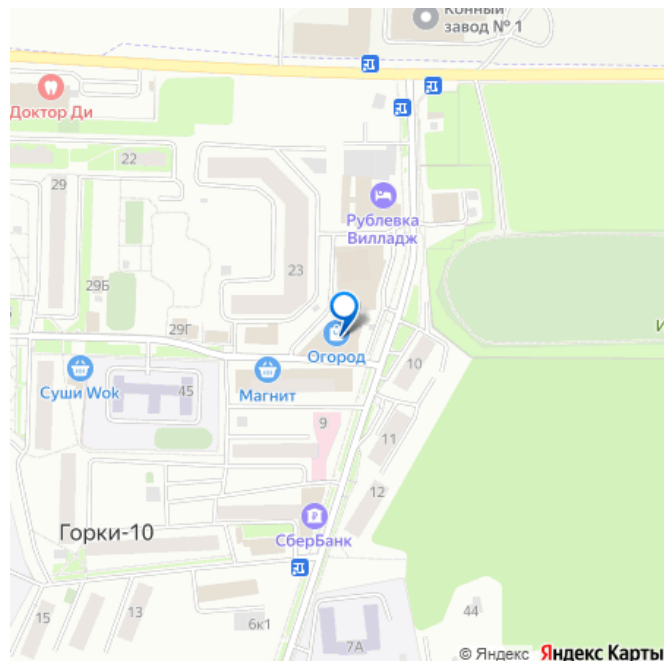 Конный
завод № 1
Доктор Ди
22
29
Рублевка
Вилладж
23
29Б
29Г
Огород
10
Суши Wok
45
Магнит
9
11
12
Горки-10
СберБанк
15
13
6к1
7А
44
© Яндекс Яндекс Карты